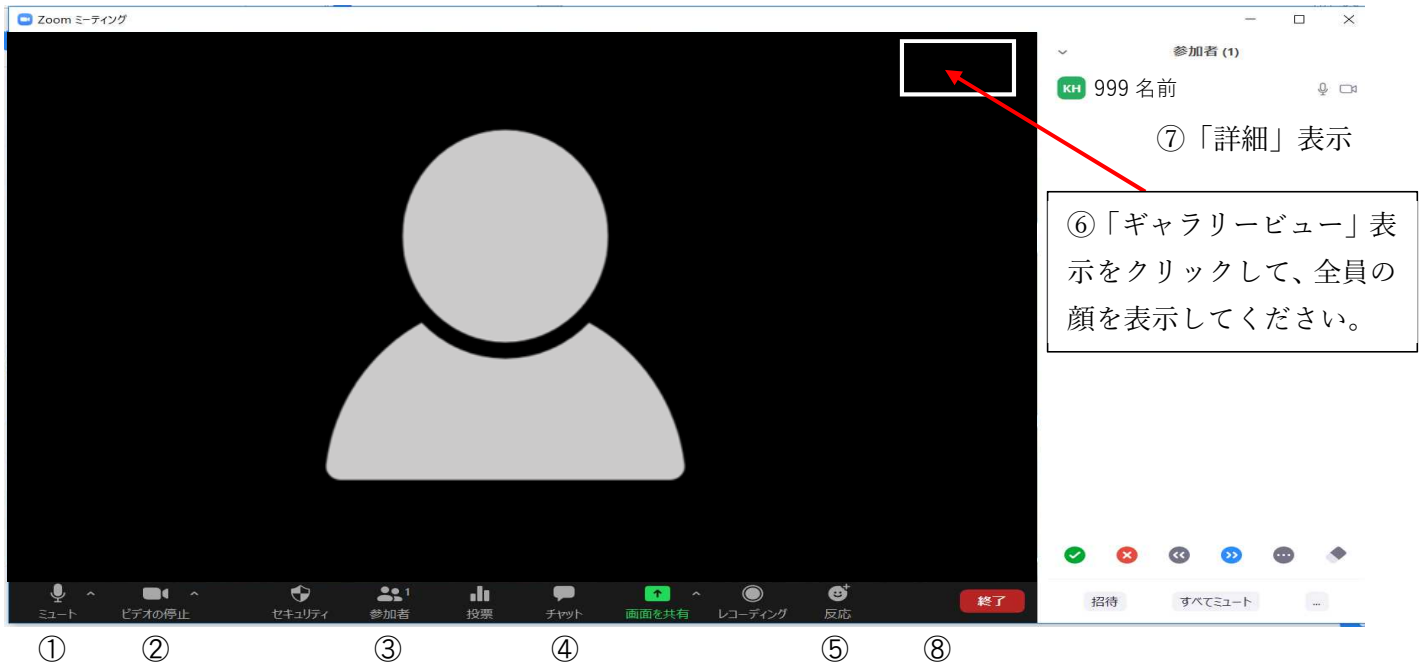 Zoom ミーティング
参加者 (1)
KH 999 名前
⑦「詳細」表示
⑥「ギャラリービュー」表
示をクリックして、全員の
顔を表示してください。
ミュート ビデオの停止 セキュリティ 参加者 1 投票 チャット 画面を共有 レコーディング 反応 終了
招待 すべてミュート ...
① ② ③ ④ ⑤ ⑧